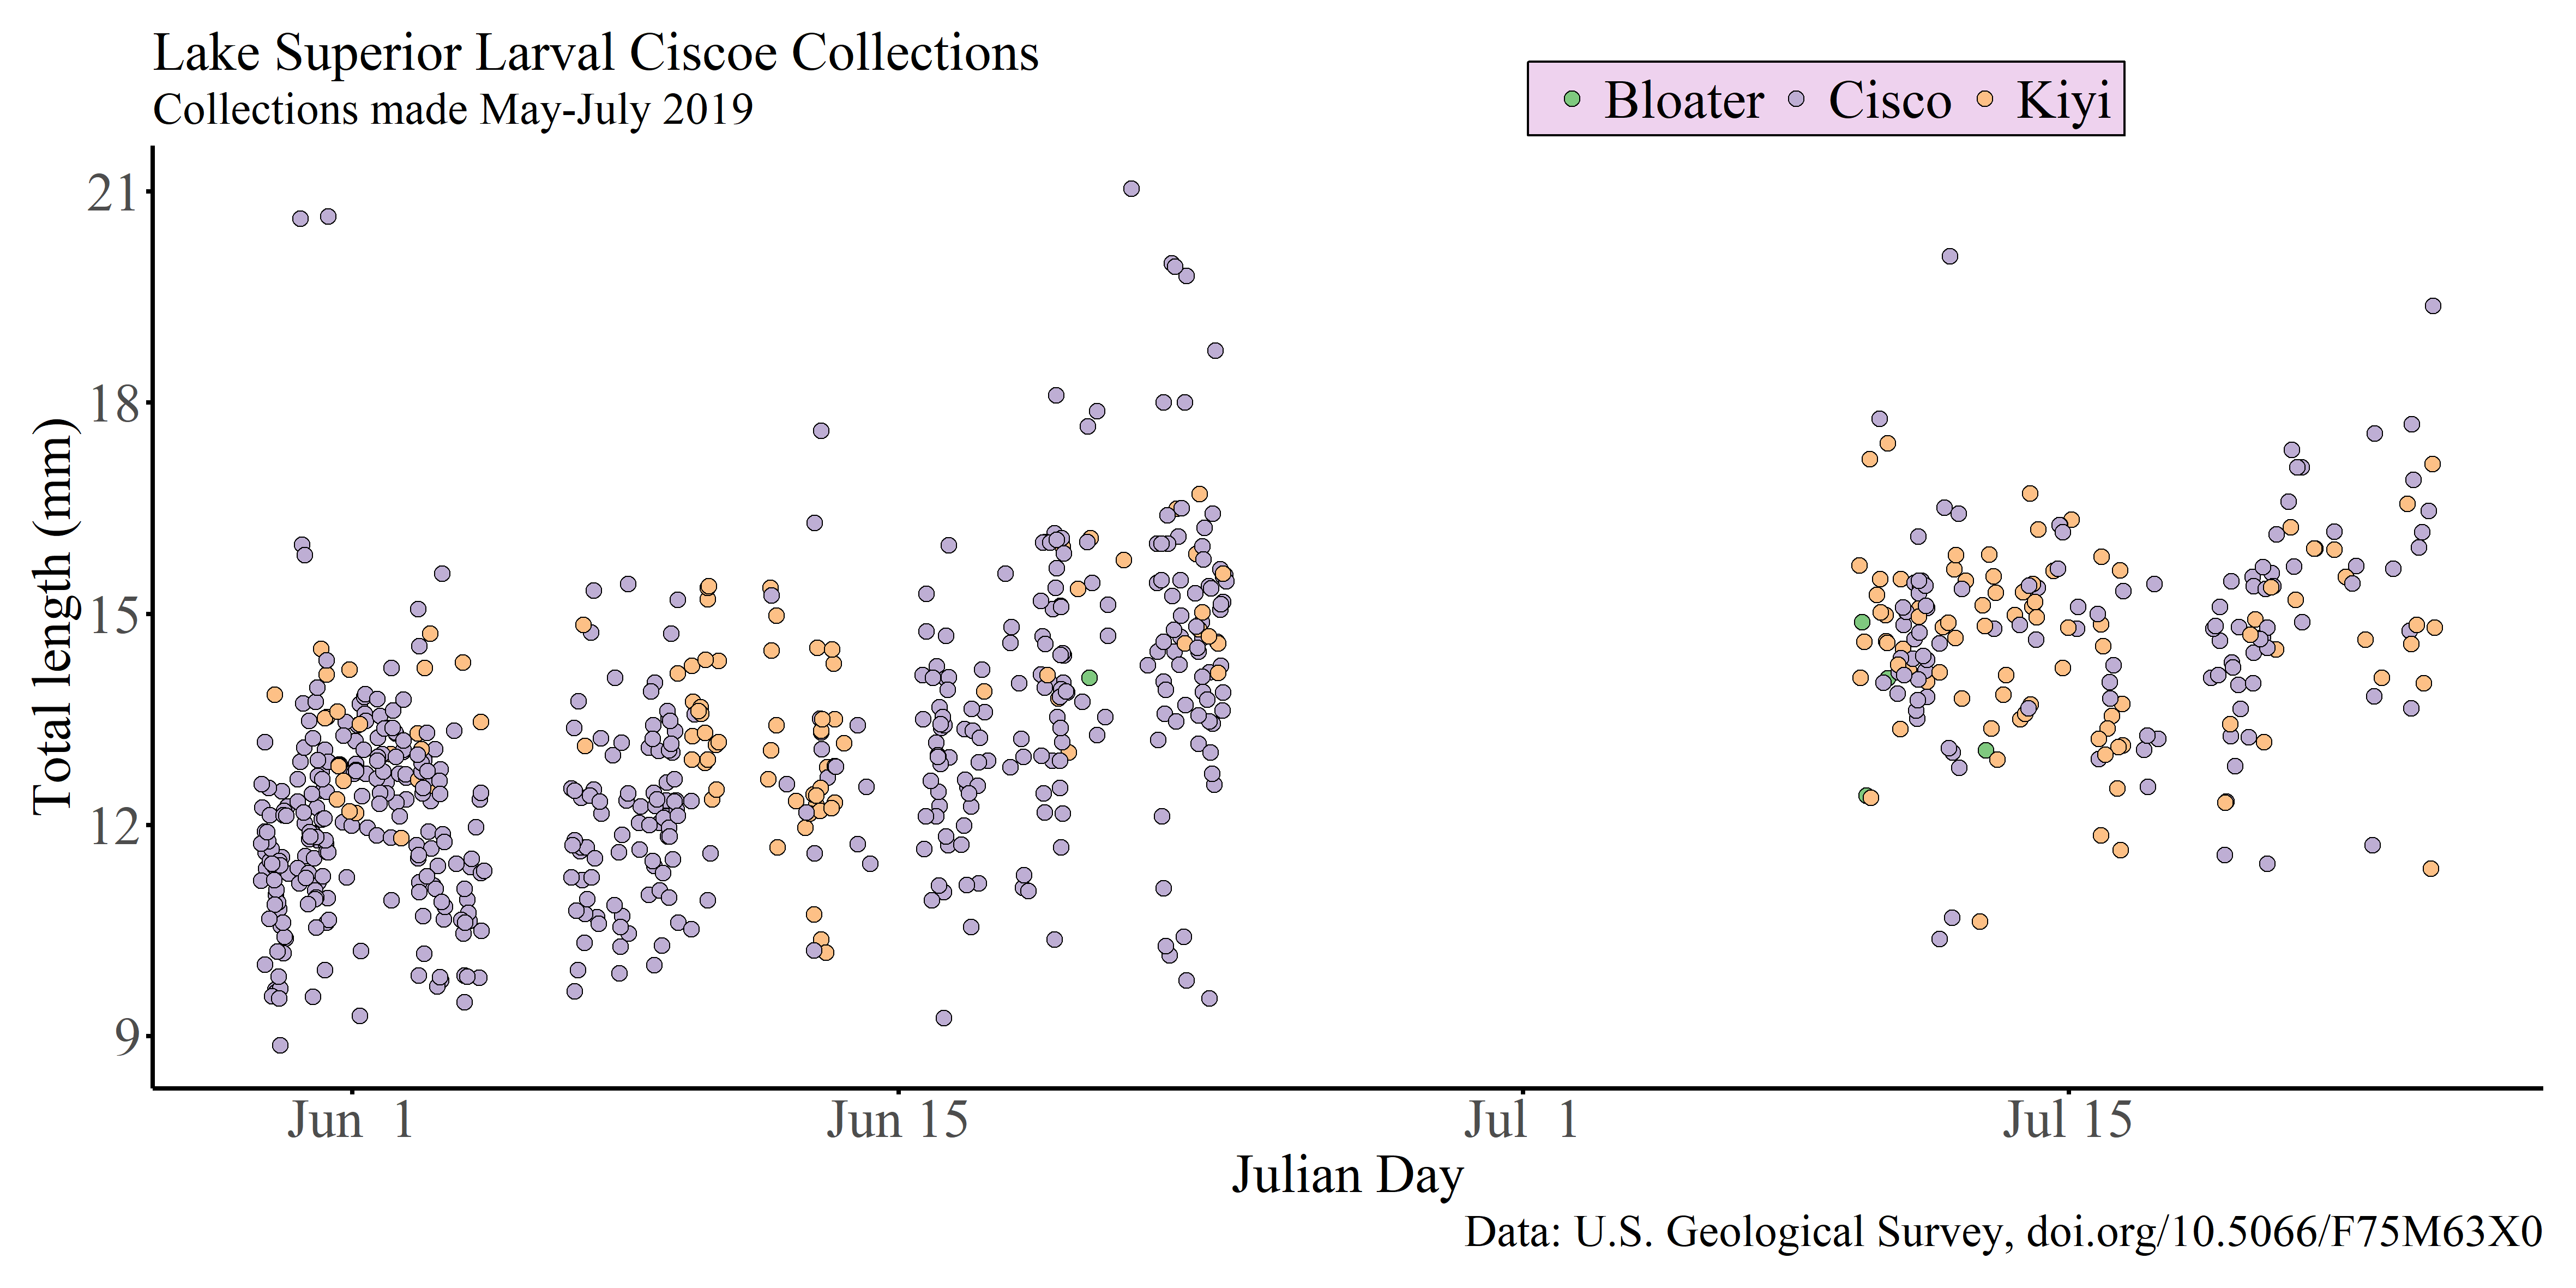 Lake Superior Larval Ciscoe Collections
Collections made May-July 2019
Bloater Cisco Kiyi
Total length (mm)
21
18
15
12
9
Jun 1 Jun 15 Jul 1 Jul 15
Julian Day
Data: U.S. Geological Survey, doi.org/10.5066/F75M63X0